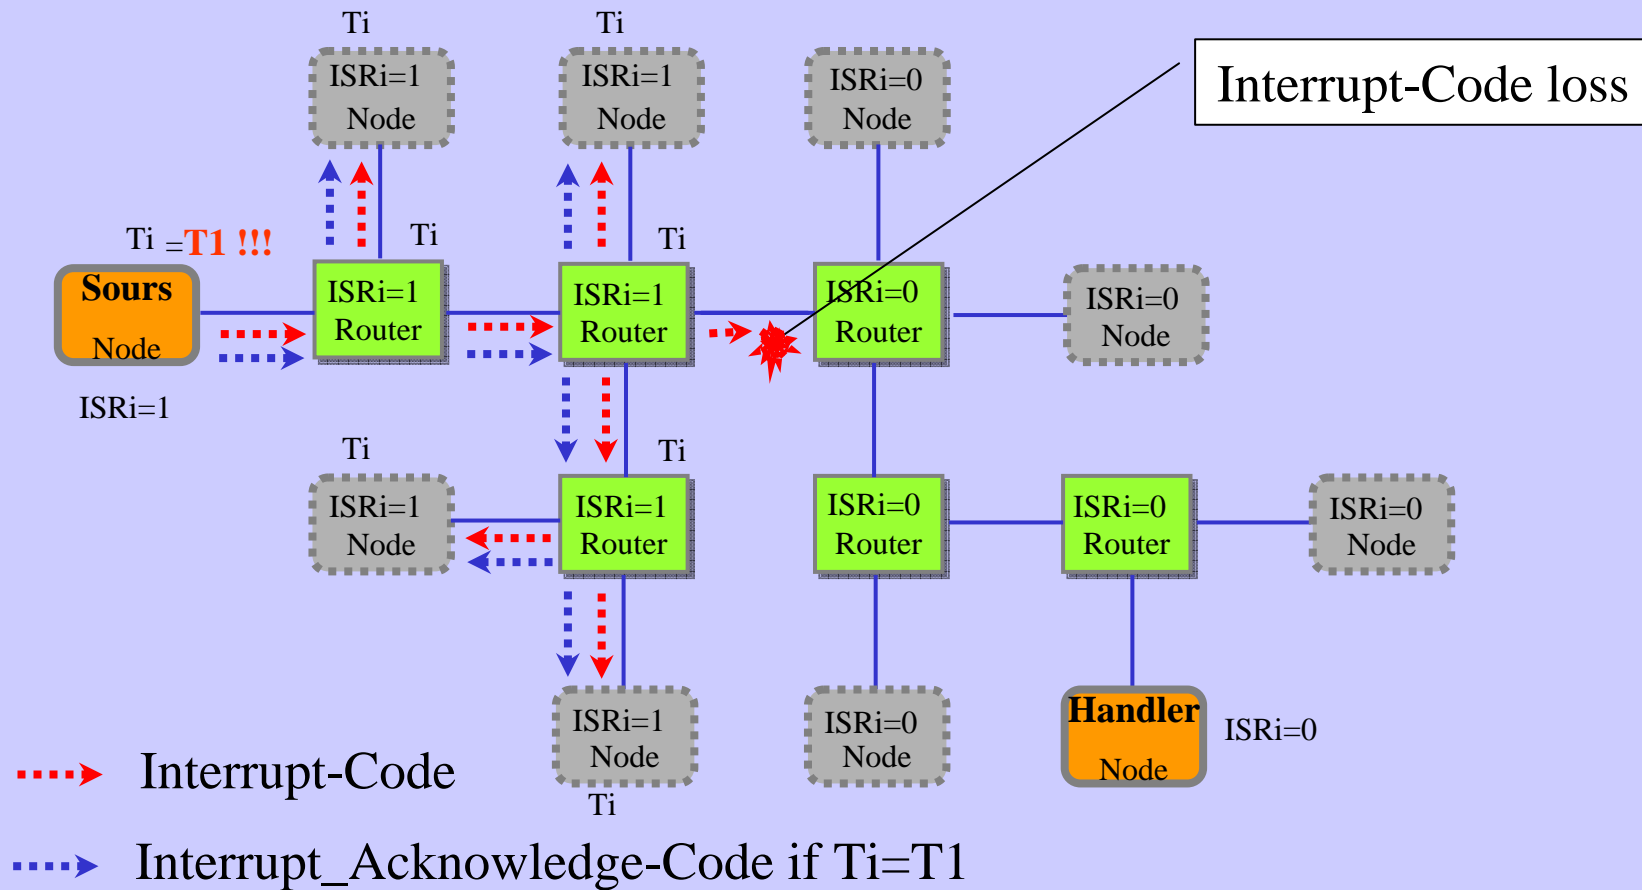 Ti
Ti
ISRi=1
Node
ISRi=1
Node
ISRi=0
Node
Interrupt-Code loss
Ti =T1 !!!
Ti
Ti
Sours
Node
ISRi=1
ISRi=1
Router
ISRi=1
Router
ISRi=0
Router
ISRi=0
Node
Ti
Ti
ISRi=1
Node
ISRi=1
Router
ISRi=0
Router
ISRi=0
Router
ISRi=0
Node
ISRi=1
Node
Ti
ISRi=0
Node
Handler
Node
ISRi=0
Interrupt-Code
Interrupt_Acknowledge-Code if Ti=T1